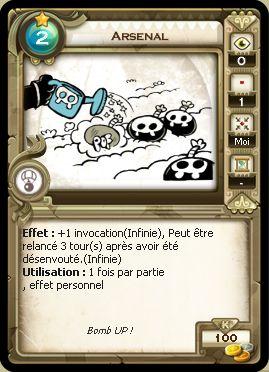 2
Arsenal
0
1
Moi
-
Effet : +1 invocation(Infinie), Peut être
relancé 3 tour(s) après avoir été
désenvouté.(Infinie)
Utilisation : 1 fois par partie
, effet personnel
Bomb UP !
100